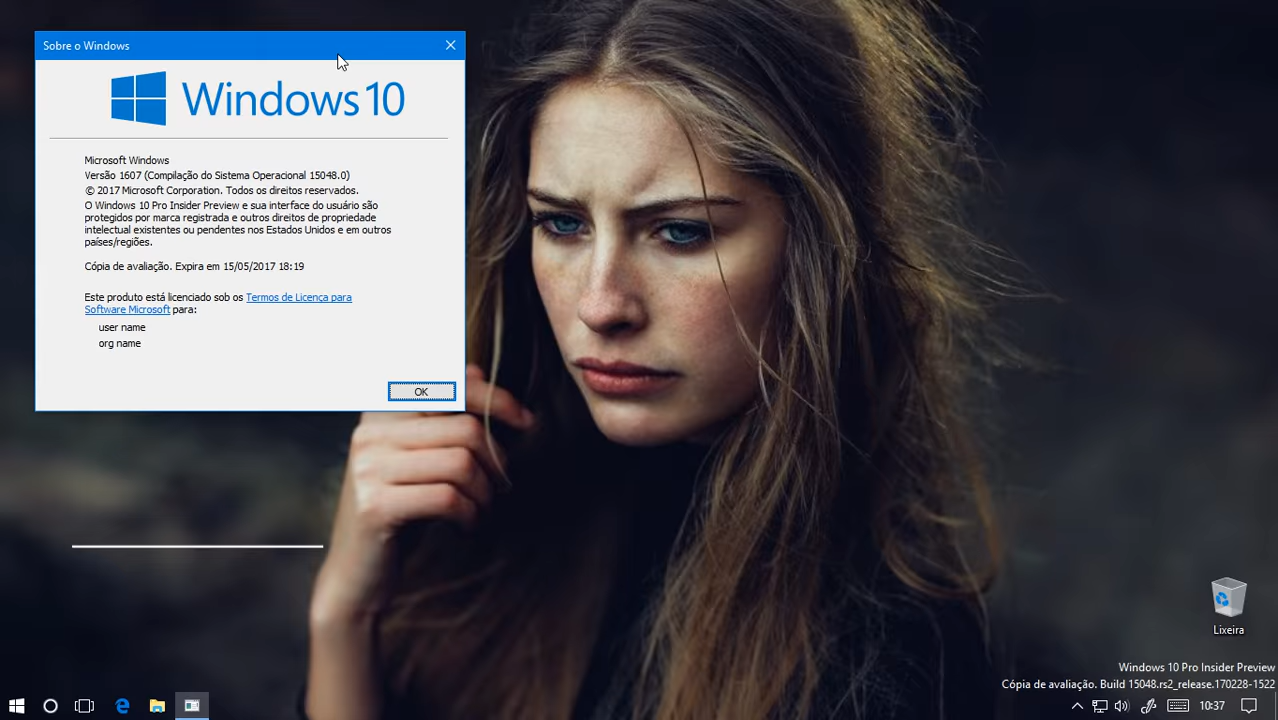 Sobre o Windows
Windows 10
Microsoft Windows
Versão 1607 (Compilação do Sistema Operacional 15048.0)
© 2017 Microsoft Corporation. Todos os direitos reservados.
O Windows 10 Pro Insider Preview e sua interface do usuário são
protegidos por marca registrada e outros direitos de propriedade
intelectual existentes ou pendentes nos Estados Unidos e em outros
países/regiões.
Cópia de avaliação. Expira em 15/05/2017 18:19
Este produto está licenciado sob os Termos de Licença para
Software Microsoft para:
user name
org name
OK
Lixeira
Windows 10 Pro Insider Preview
Cópia de avaliação. Build 15048.rs2_release.170228-1522
10:37